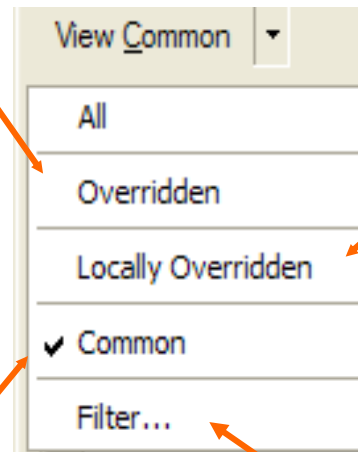 View Common
All
Overridden
Locally Overridden
Common
Filter...